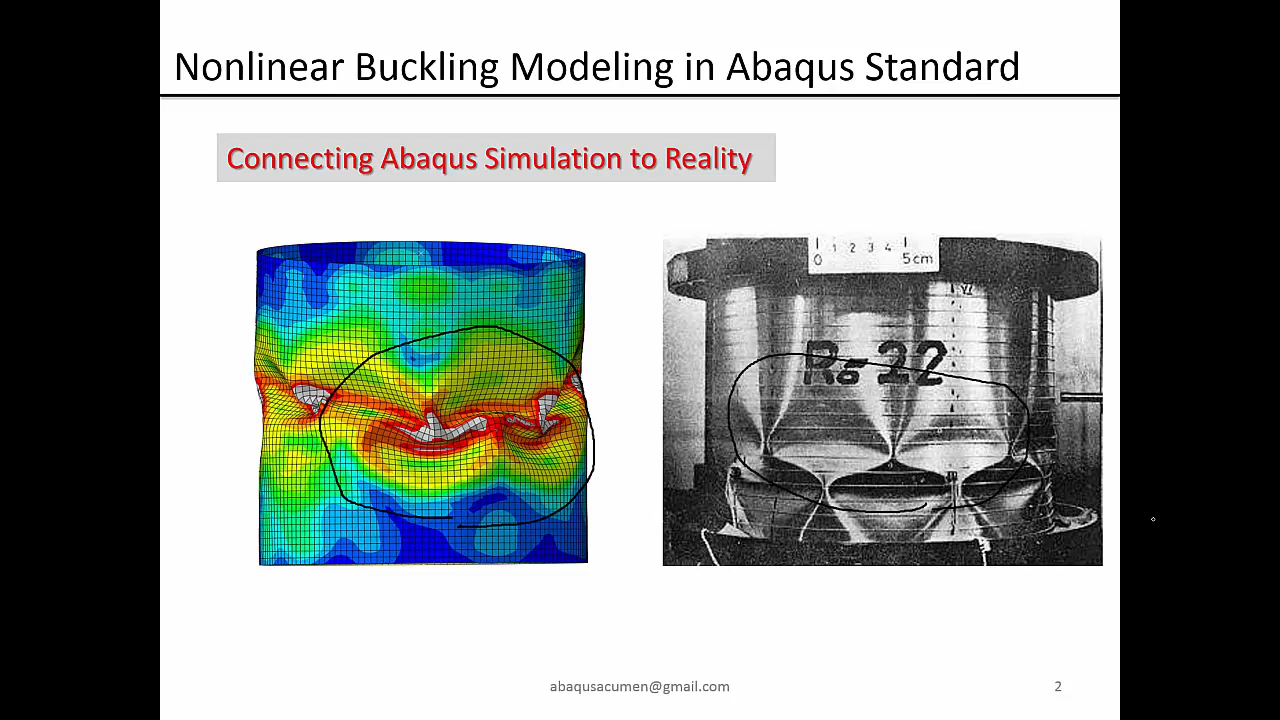 Nonlinear Buckling Modeling in Abaqus Standard
Connecting Abaqus Simulation to Reality
1 2 3 4
0 5cm
22
abaqusacumen@gmail.com 2